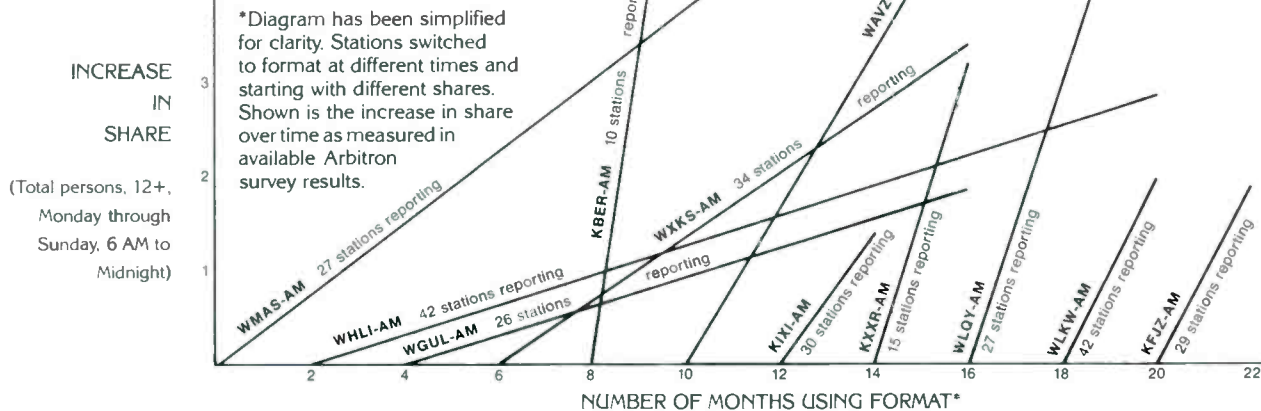 *Diagram has been simplified
for clarity. Stations switched
to format at different times and
starting with different shares.
Shown is the increase in share
over time as measured in
available Arbitron
survey results.
INCREASE
IN
SHARE
(Total persons, 12+,
Monday through
Sunday, 6 AM to
Midnight)
3
2
1
WMAS-AM 27 stations reporting
WHLI-AM 42 stations reporting
WGUL-AM 26 stations reporting
WXKS-AM 34 stations reporting
KBER-AM 10 stations
WAVZ
KIXI-AM
30 stations reporting
KXXR-AM
15 stations reporting
WLQY-AM
27 stations reporting
WLKW-AM
42 stations reporting
KFJZ-AM
29 stations reporting
2 4 6 8 10 12 14 16 18 20 22
NUMBER OF MONTHS USING FORMAT*